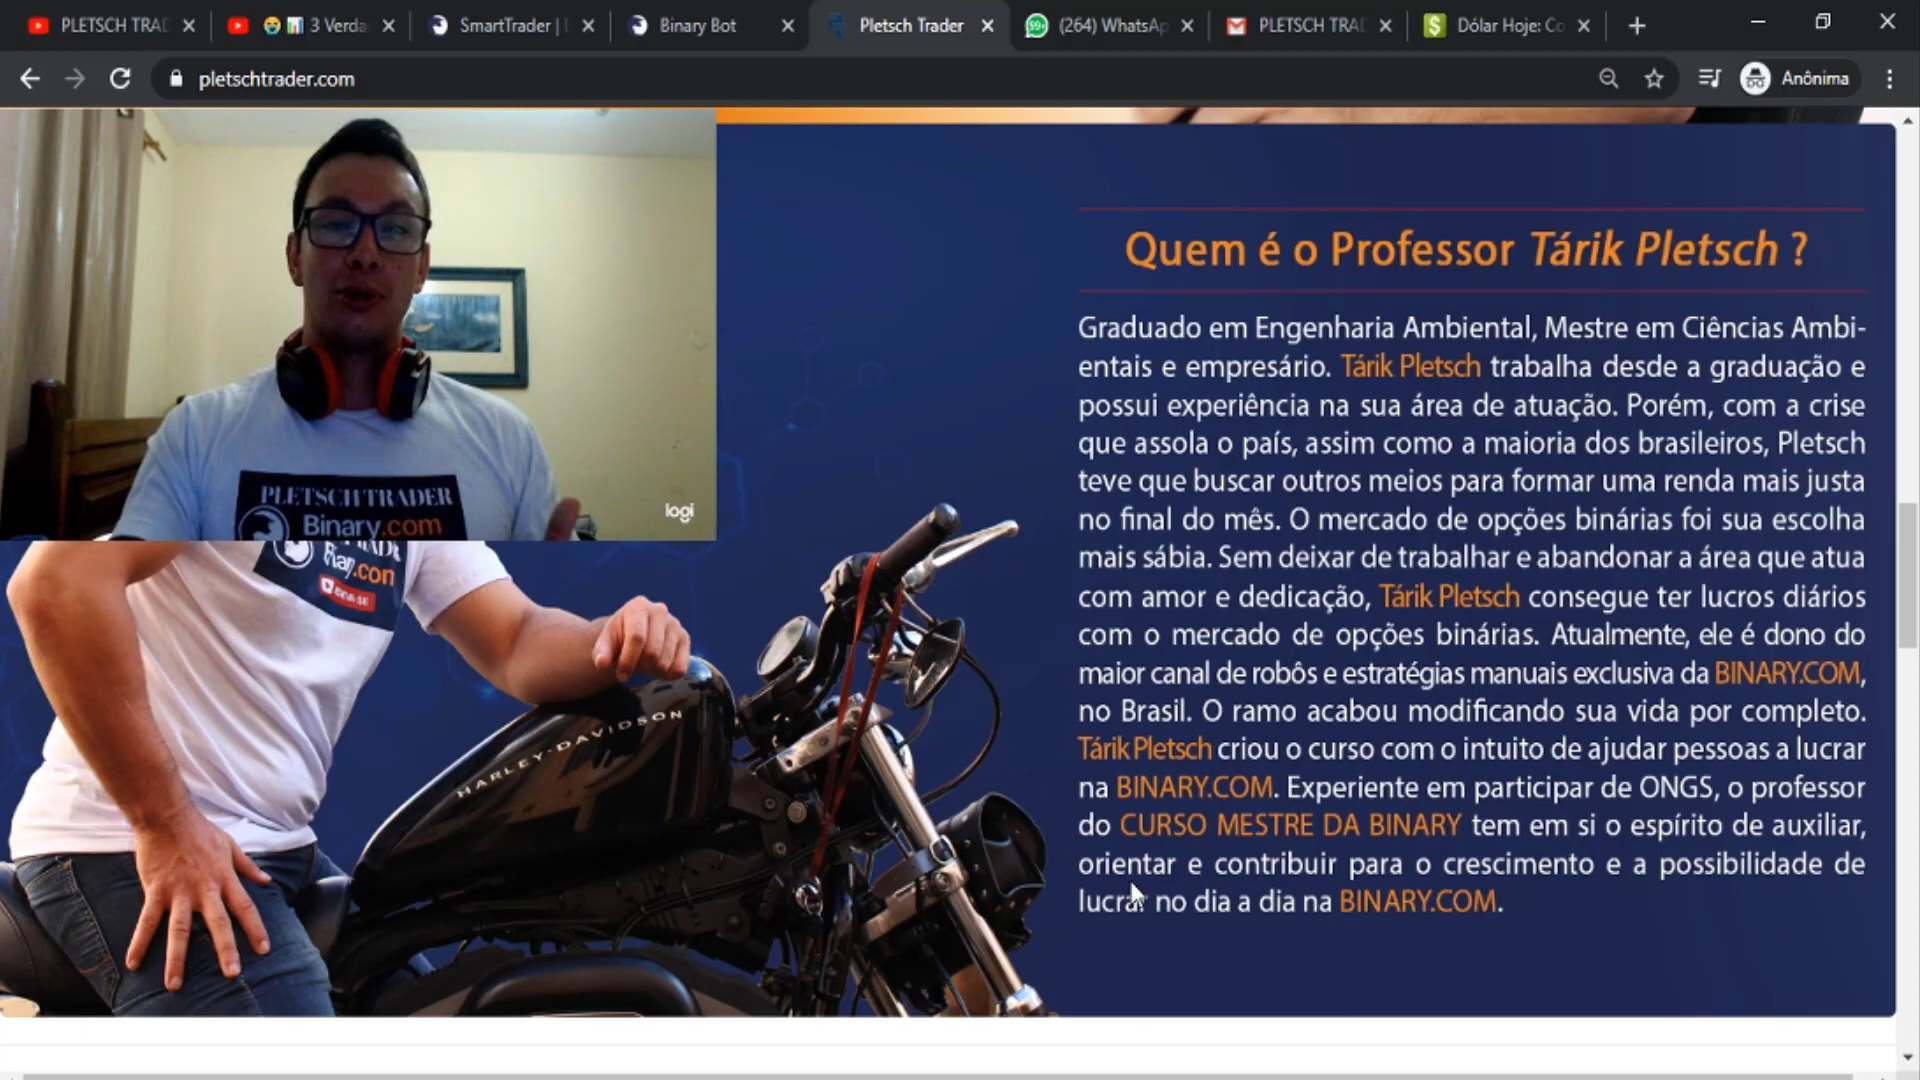 PLETSCH TRAD
3 Verda
SmartTrader | B
Binary Bot
Pletsch Trader
(264) WhatsAp
PLETSCH TRAD
Dólar Hoje: Co
pletschtrader.com
Anônima
PLETSCH TRADER
Binary.com
logi
HARLEY-DAVIDSON
Quem é o Professor Tárik Pletsch ?
Graduado em Engenharia Ambiental, Mestre em Ciências Ambi-
entais e empresário. Tárik Pletsch trabalha desde a graduação e
possui experiência na sua área de atuação. Porém, com a crise
que assola o país, assim como a maioria dos brasileiros, Pletsch
teve que buscar outros meios para formar uma renda mais justa
no final do mês. O mercado de opções binárias foi sua escolha
mais sábia. Sem deixar de trabalhar e abandonar a área que atua
com amor e dedicação, Tárik Pletsch consegue ter lucros diários
com o mercado de opções binárias. Atualmente, ele é dono do
maior canal de robôs e estratégias manuais exclusiva da BINARY.COM,
no Brasil. O ramo acabou modificando sua vida por completo.
Tárik Pletsch criou o curso com o intuito de ajudar pessoas a lucrar
na BINARY.COM. Experiente em participar de ONGS, o professor
do CURSO MESTRE DA BINARY tem em si o espírito de auxiliar,
orientar e contribuir para o crescimento e a possibilidade de
lucrar no dia a dia na BINARY.COM.